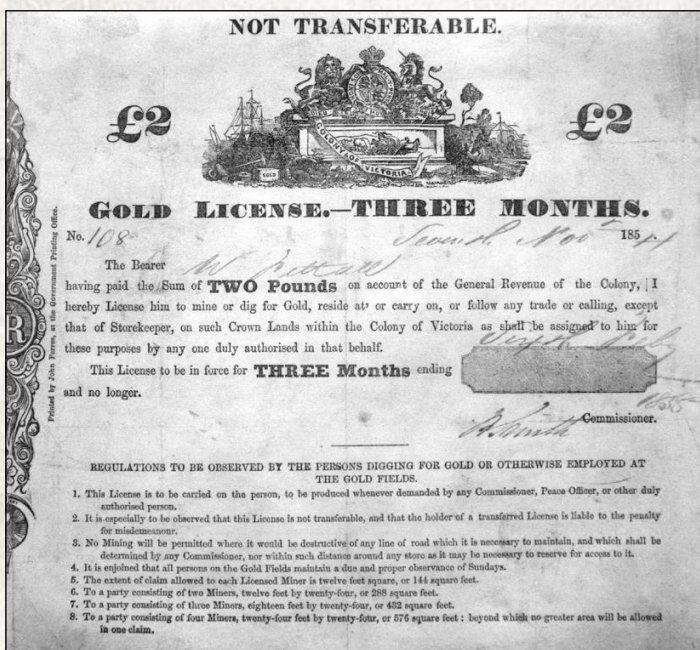 NOT TRANSFERABLE.
£2 £2
COLONY OF VICTORIA.
GOLD
GOLD LICENSE.—THREE MONTHS.
No. 108 Seventh Novr 1854.
The Bearer W
having paid the Sum of TWO Pounds on account of the General Revenue of the Colony, I
hereby License him to mine or dig for Gold, reside at, or carry on, or follow any trade or calling, except
that of Storekeeper, on such Crown Lands within the Colony of Victoria as shall be assigned to him for
these purposes by any one duly authorised in that behalf.
This License to be in force for THREE Months ending
and no longer.
Commissioner.
Printed by John Ferres, at the Government Printing Office.
R
REGULATIONS TO BE OBSERVED BY THE PERSONS DIGGING FOR GOLD OR OTHERWISE EMPLOYED AT
THE GOLD FIELDS.
1. This License is to be carried on the person, to be produced whenever demanded by any Commissioner, Peace Officer, or other duly
authorised person.
2. It is especially to be observed that this License is not transferable, and that the holder of a transferred License is liable to the penalty
for misdemeanour.
3. No Mining will be permitted where it would be destructive of any line of road which it is necessary to maintain, and which shall be
determined by any Commissioner, nor within such distance around any store as it may be necessary to reserve for access to it.
4. It is enjoined that all persons on the Gold Fields maintain a due and proper observance of Sundays.
5. The extent of claim allowed to each Licensed Miner is twelve feet square, or 144 square feet.
6. To a party consisting of two Miners, twelve feet by twenty-four, or 288 square feet.
7. To a party consisting of three Miners, eighteen feet by twenty-four, or 432 square feet.
8. To a party consisting of four Miners, twenty-four feet by twenty-four, or 576 square feet: beyond which no greater area will be allowed
in one claim.